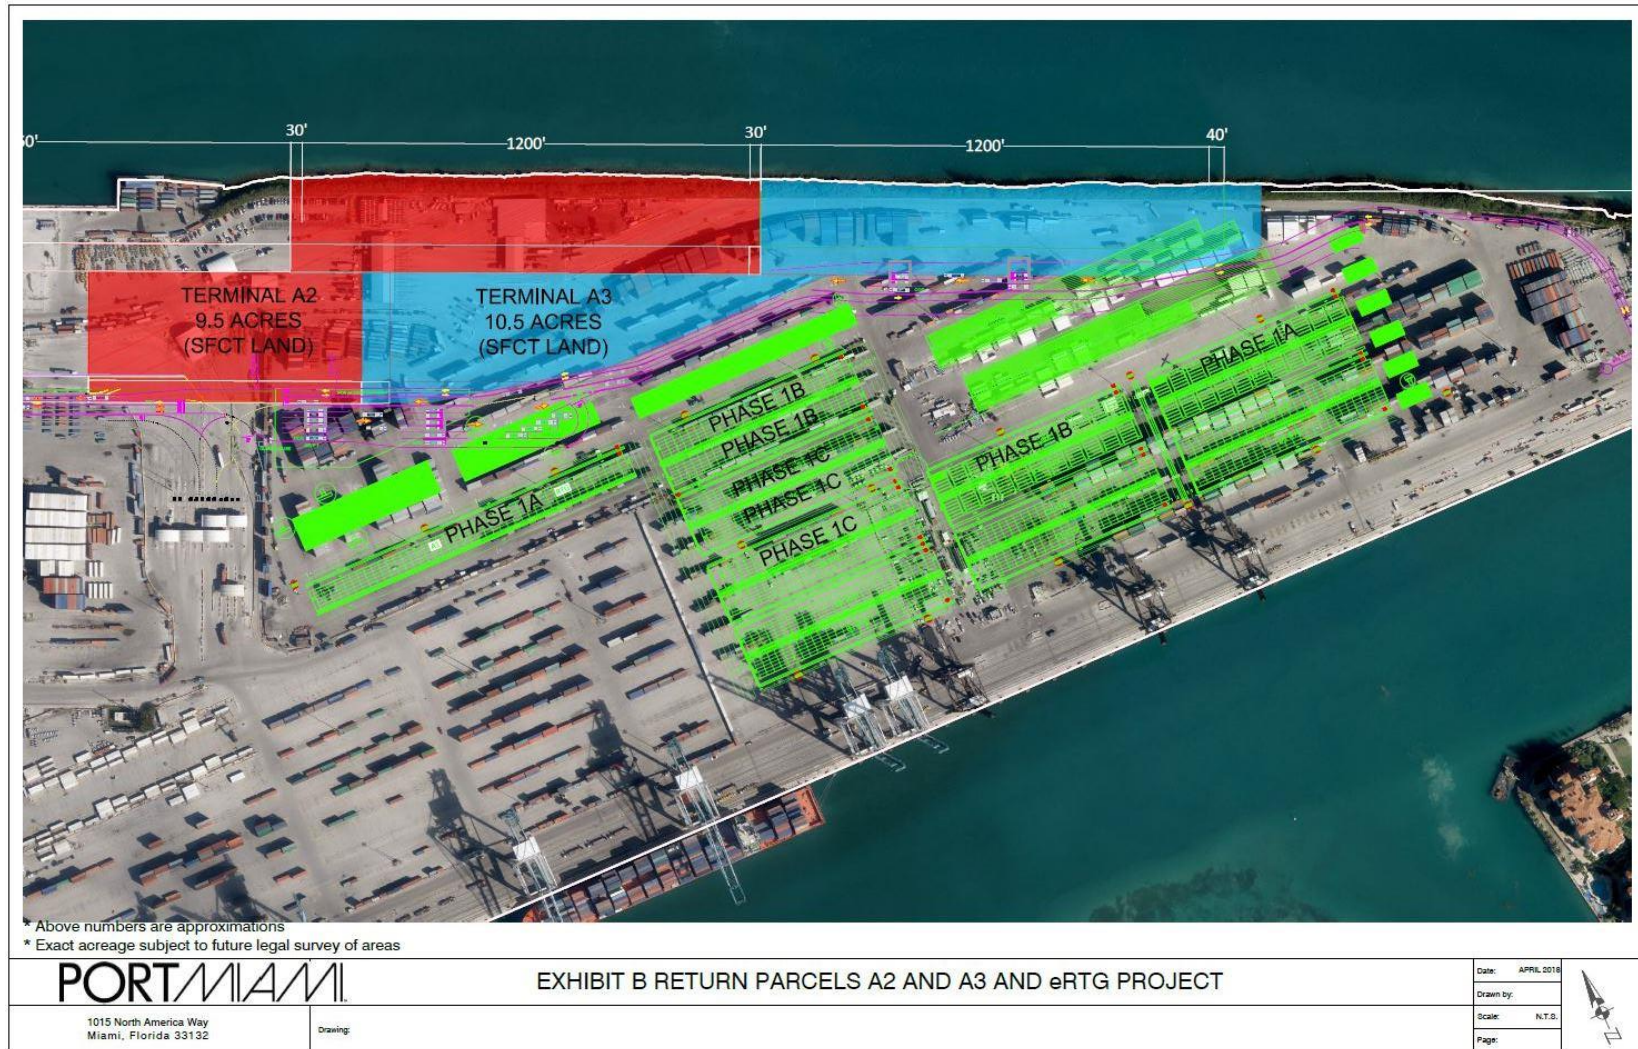 60'
30'
1200'
30'
1200'
40'
TERMINAL A2
9.5 ACRES
(SFCT LAND)
TERMINAL A3
10.5 ACRES
(SFCT LAND)
PHASE 1A
PHASE 1B
PHASE 1B
PHASE 1C
PHASE 1C
PHASE 1C
PHASE 1B
PHASE 1A
* Above numbers are approximations
* Exact acreage subject to future legal survey of areas
PORTMIAMI.
1015 North America Way
Miami, Florida 33132
Drawing:
EXHIBIT B RETURN PARCELS A2 AND A3 AND eRTG PROJECT
Date: APRIL 2018
Drawn by:
Scale: N.T.S.
Page:
Z